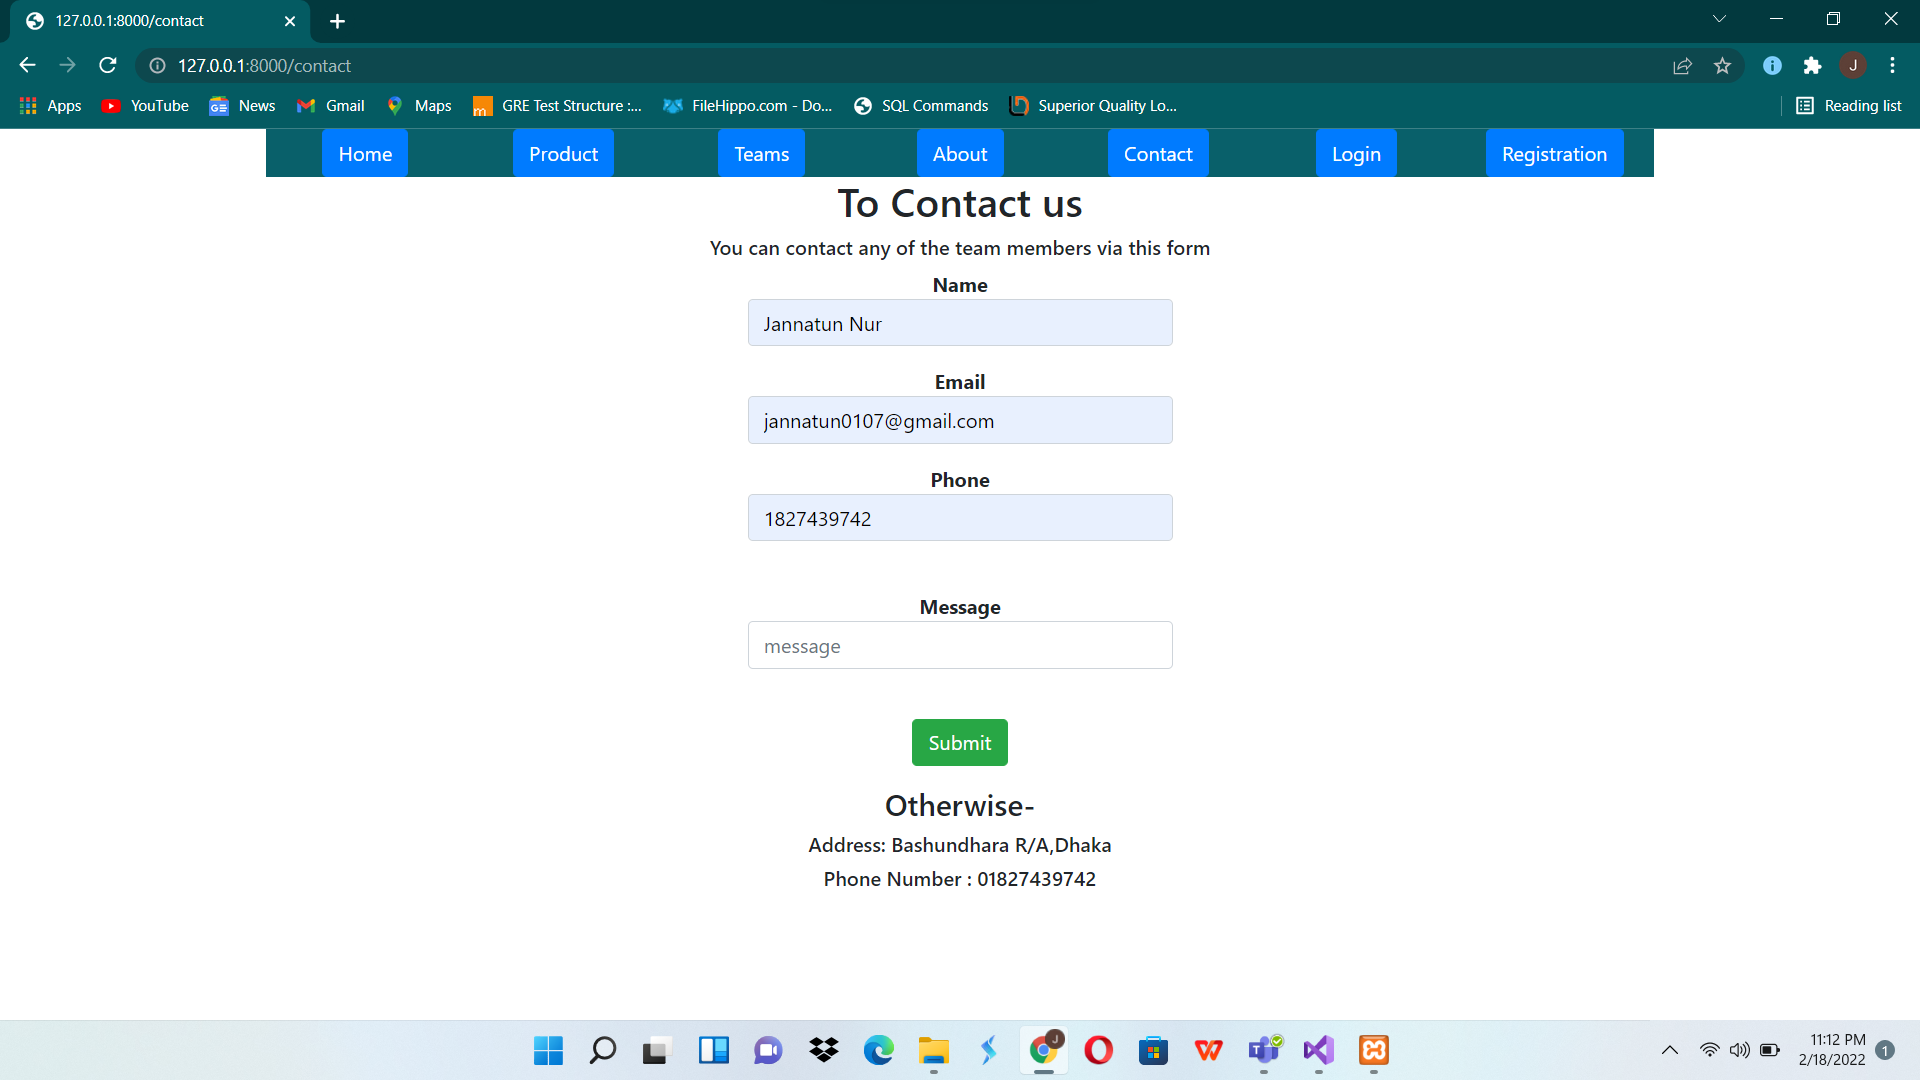 127.0.0.1:8000/contact
127.0.0.1:8000/contact
J
Apps YouTube News Gmail Maps GRE Test Structure :... FileHippo.com - Do... SQL Commands Superior Quality Lo... Reading list
Home Product Teams About Contact Login Registration
To Contact us
You can contact any of the team members via this form
Name
Jannatun Nur
Email
jannatun0107@gmail.com
Phone
1827439742
Message
message
Submit
Otherwise-
Address: Bashundhara R/A,Dhaka
Phone Number : 01827439742
11:12 PM
2/18/2022
1